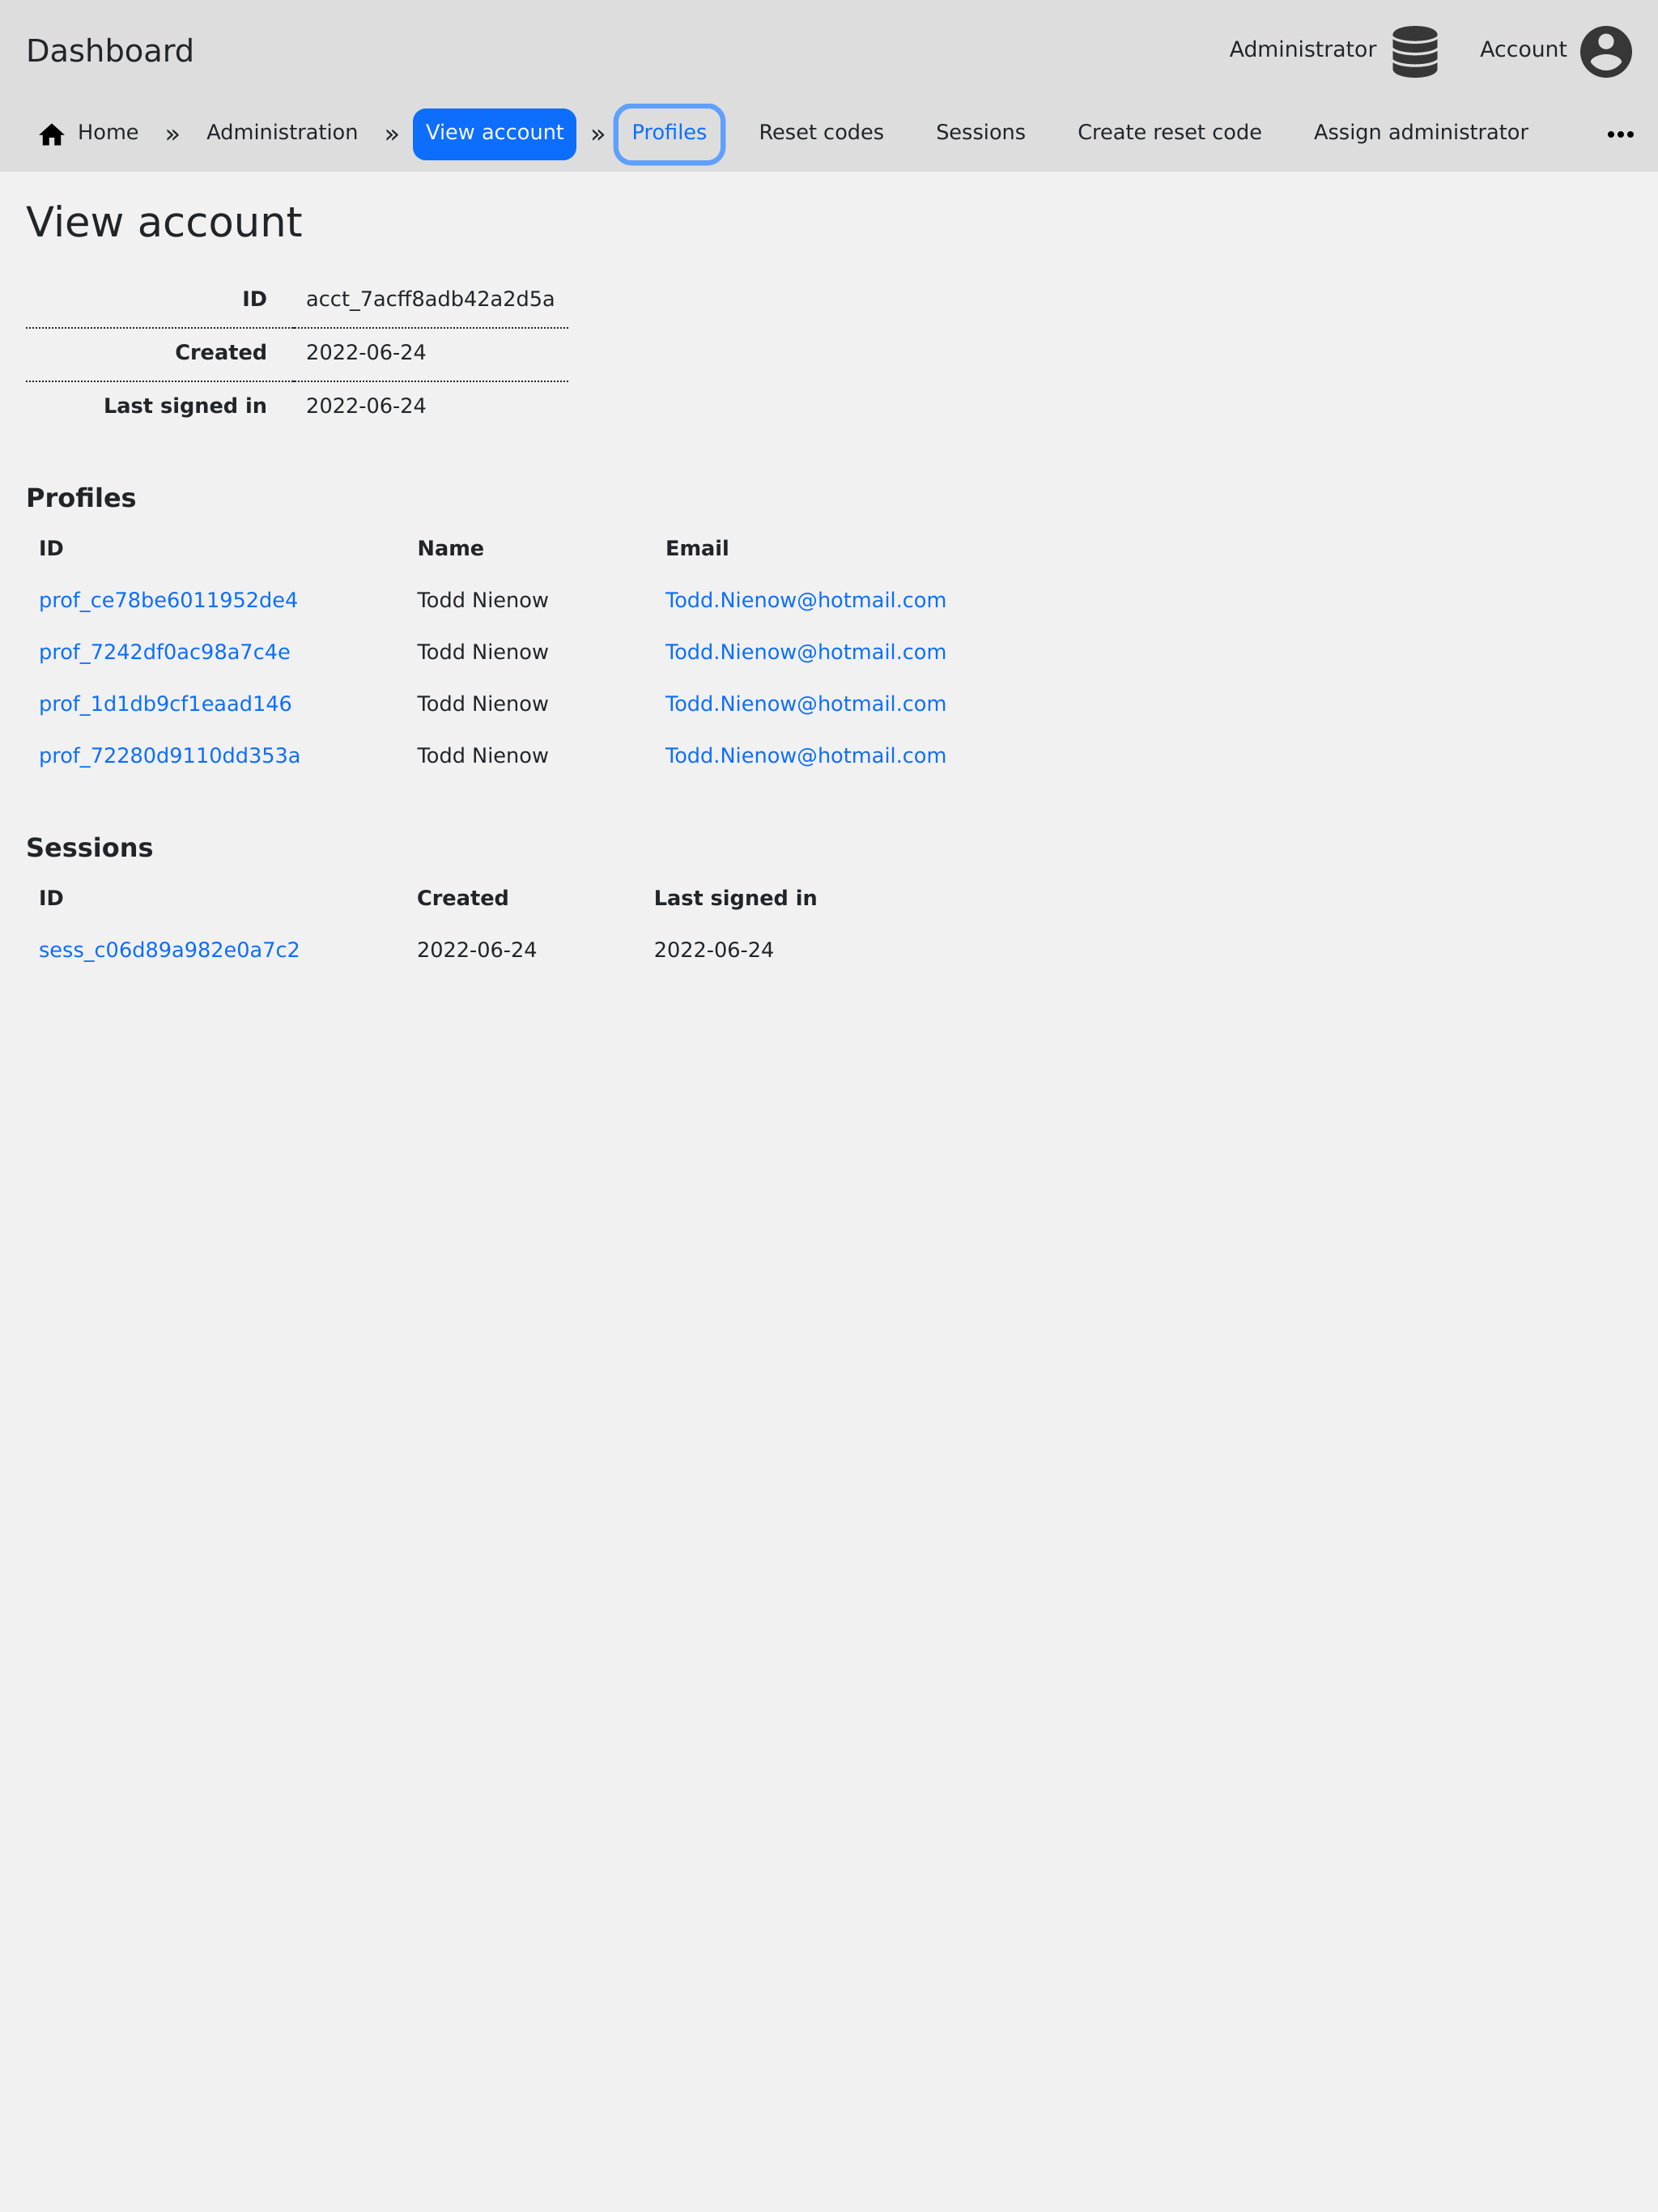 Dashboard
Administrator
Account
Home » Administration » View account » Profiles Reset codes Sessions Create reset code Assign administrator •••
View account
ID acct_7acff8adb42a2d5a
Created 2022-06-24
Last signed in 2022-06-24
Profiles
ID Name Email
prof_ce78be6011952de4 Todd Nienow Todd.Nienow@hotmail.com
prof_7242df0ac98a7c4e Todd Nienow Todd.Nienow@hotmail.com
prof_1d1db9cf1eaad146 Todd Nienow Todd.Nienow@hotmail.com
prof_72280d9110dd353a Todd Nienow Todd.Nienow@hotmail.com
Sessions
ID Created Last signed in
sess_c06d89a982e0a7c2 2022-06-24 2022-06-24